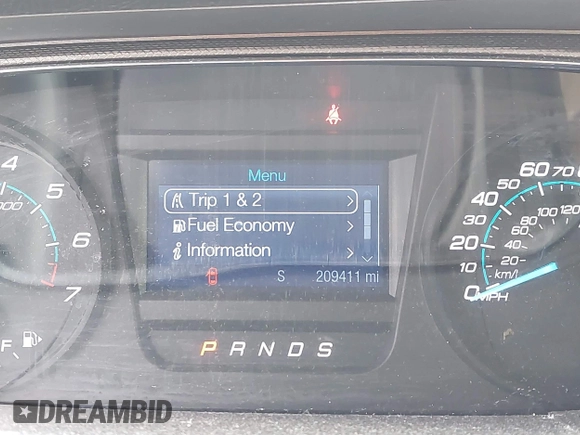 Menu
Trip 1 & 2
Fuel Economy
Information
S 209411 mi
P R N D S
4
5
6
7
F
0 MPH
10
20
30
40
50
60
70
20
40
60
80
100
120
km/h
DREAMBID